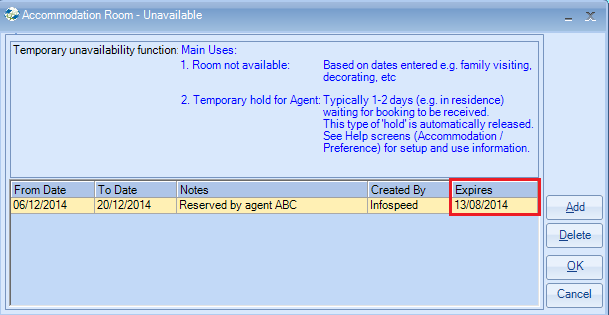 Accommodation Room - Unavailable
Temporary unavailability function: Main Uses:
1. Room not available: Based on dates entered e.g. family visiting,
decorating, etc
2. Temporary hold for Agent: Typically 1-2 days (e.g. in residence)
waiting for booking to be received.
This type of 'hold' is automatically released.
See Help screens (Accommodation /
Preference) for setup and use information.
From Date To Date Notes Created By Expires
06/12/2014 20/12/2014 Reserved by agent ABC Infospeed 13/08/2014
Add
Delete
OK
Cancel